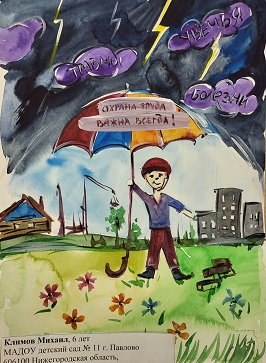 УВЕЧЬЯ
ТРАВМЫ
БОЛЕЗНИ
ОХРАНА ТРУДА
ВАЖНА ВСЕГДА!
Климов Михаил, 6 лет
МАДОУ детский сад № 11 г. Павлово
606100 Нижегородская область,